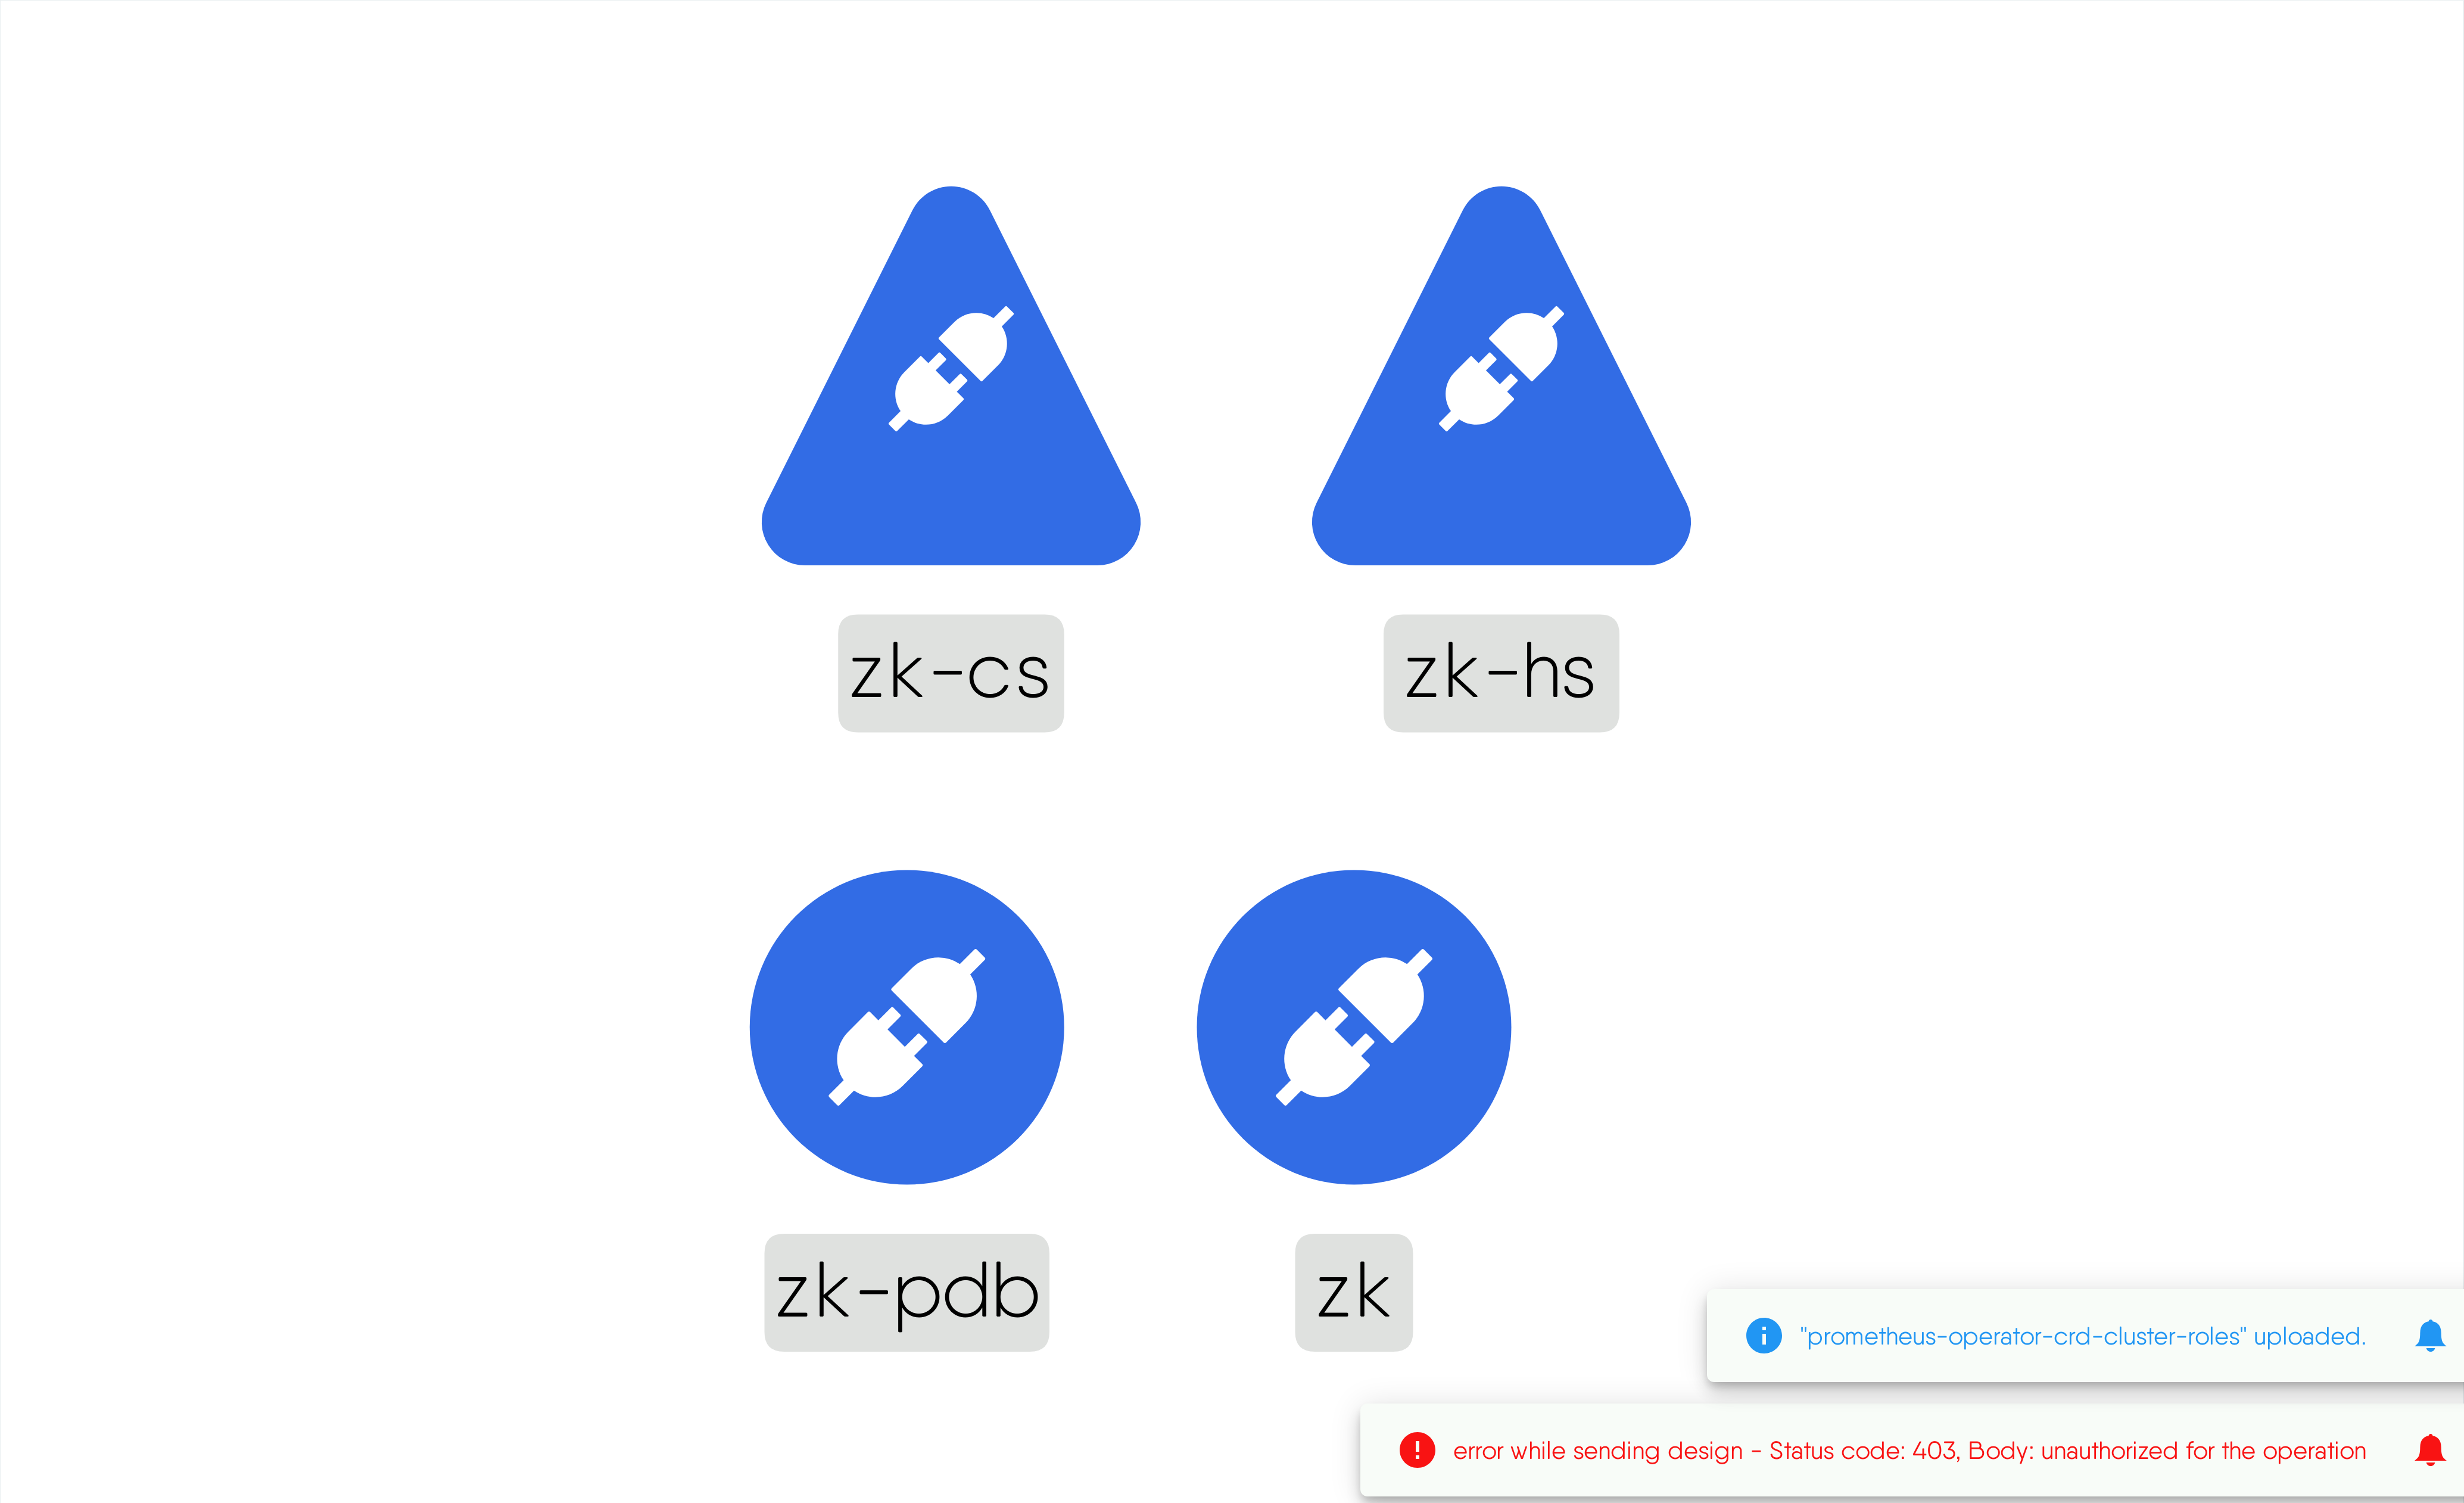 zk-cs
zk-hs
zk-pdb
zk
"prometheus-operator-crd-cluster-roles" uploaded.
error while sending design - Status code: 403, Body: unauthorized for the operation